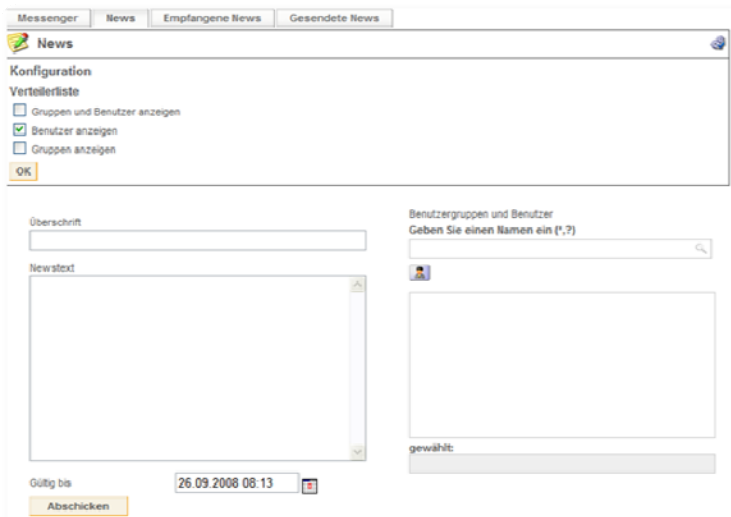 Messenger News Empfangene News Gesendete News
News
Konfiguration
Verteilerliste
Gruppen und Benutzer anzeigen
Benutzer anzeigen
Gruppen anzeigen
OK
Überschrift
Newstext
Gültig bis 26.09.2008 08:13
Abschicken
Benutzergruppen und Benutzer
Geben Sie einen Namen ein (*,?)
gewählt: